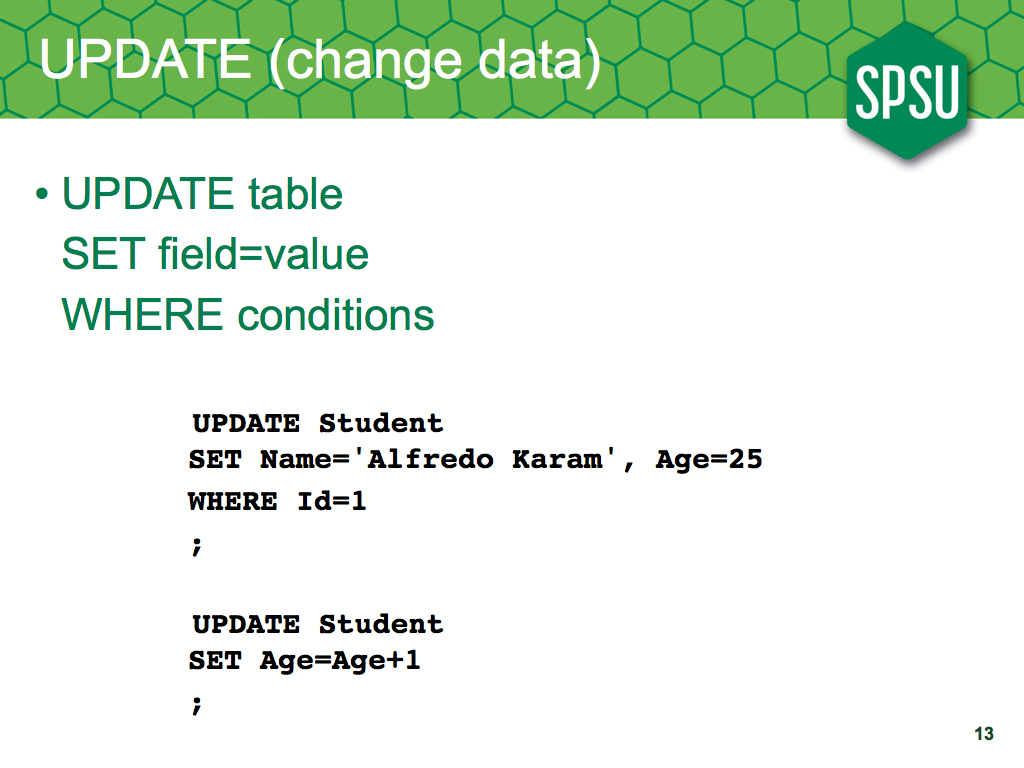 UPDATE (change data)
SPSU
• UPDATE table
SET field=value
WHERE conditions
UPDATE Student
SET Name='Alfredo Karam', Age=25
WHERE Id=1
;
UPDATE Student
SET Age=Age+1
;
13